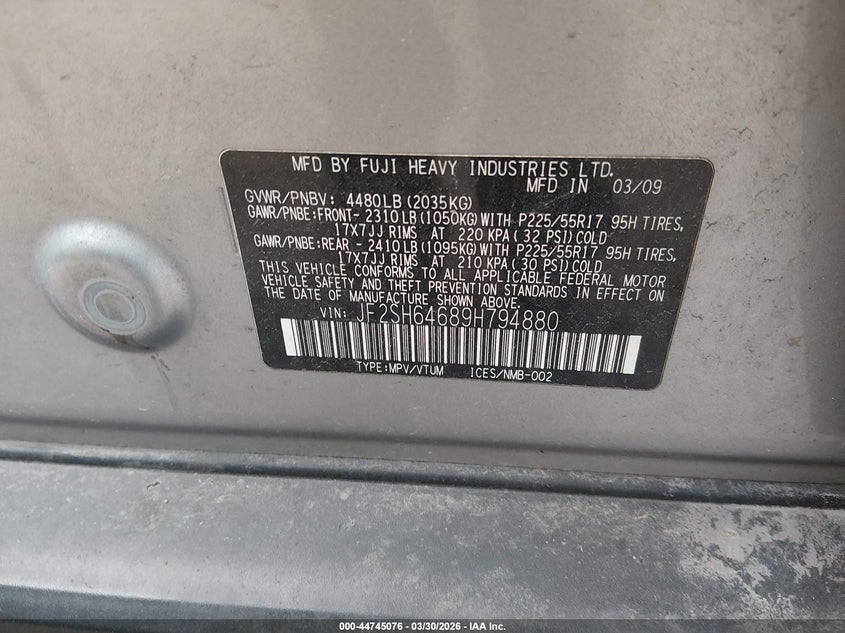 MFD BY FUJI HEAVY INDUSTRIES LTD.
MFD IN 03/09
GVWR/PNBV: 4480LB(2035KG)
GAWR/PNBE:FRONT- 2310LB(1050KG)WITH P225/55R17 95H TIRES,
17X7JJ RIMS AT 220 KPA(32 PSI)COLD
GAWR/PNBE:REAR - 2410LB(1095KG)WITH P225/55R17 95H TIRES,
17X7JJ RIMS AT 210 KPA(30 PSI)COLD
THIS VEHICLE CONFORMS TO ALL APPLICABLE FEDERAL MOTOR
VEHICLE SAFETY AND THEFT PREVENTION STANDARDS IN EFFECT ON
THE DATE OF MANUFACTURE SHOWN ABOVE.
VIN: JF2SH64689H794880
TYPE:MPV/VTUM ICES/NMB-002
000-44745076 - 03/30/2026 - IAA Inc.